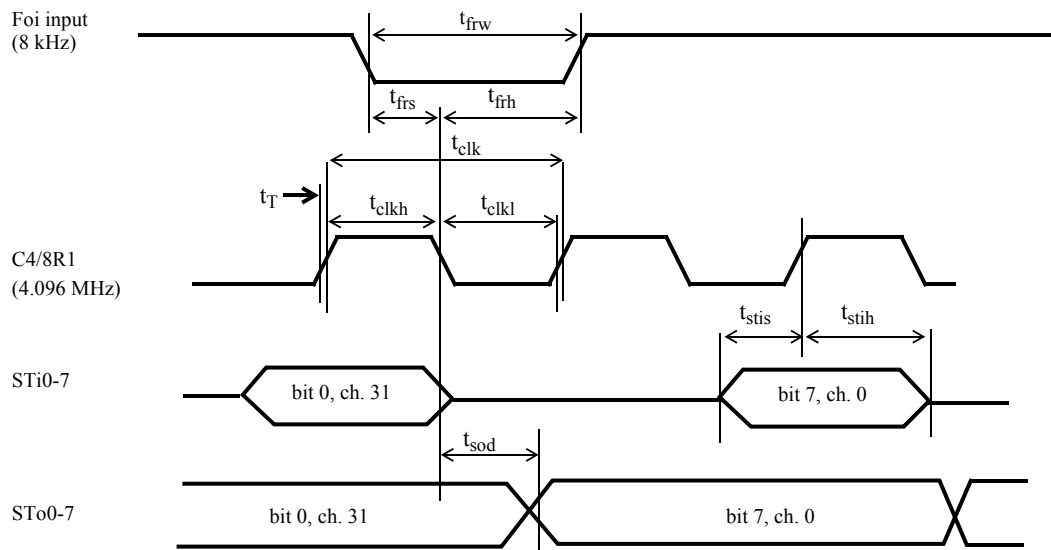 Foi input
(8 kHz)
tfrw
tfrs
tfrh
tclk
tT
tclkh
tclkl
C4/8R1
(4.096 MHz)
tstis
tstih
STi0-7
bit 0, ch. 31
bit 7, ch. 0
tsod
STo0-7
bit 0, ch. 31
bit 7, ch. 0